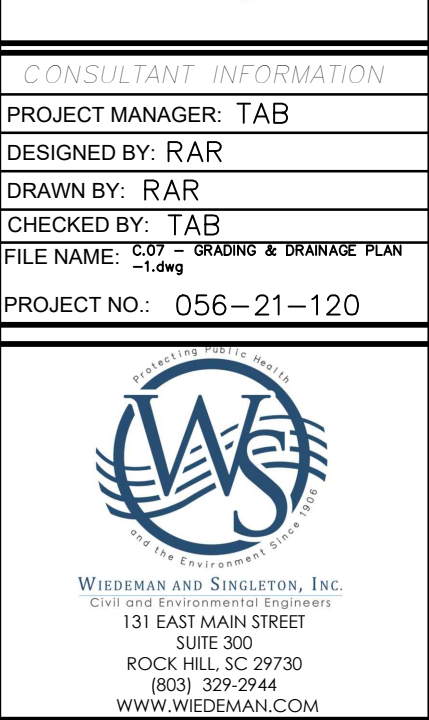 CONSULTANT INFORMATION
PROJECT MANAGER: TAB
DESIGNED BY: RAR
DRAWN BY: RAR
CHECKED BY: TAB
FILE NAME: C.07 - GRADING & DRAINAGE PLAN
-1.dwg
PROJECT NO.: 056-21-120
Protecting Public Health
WS
and the Environment Since 1906
WIEDEMAN AND SINGLETON, INC.
Civil and Environmental Engineers
131 EAST MAIN STREET
SUITE 300
ROCK HILL, SC 29730
(803) 329-2944
WWW.WIEDEMAN.COM